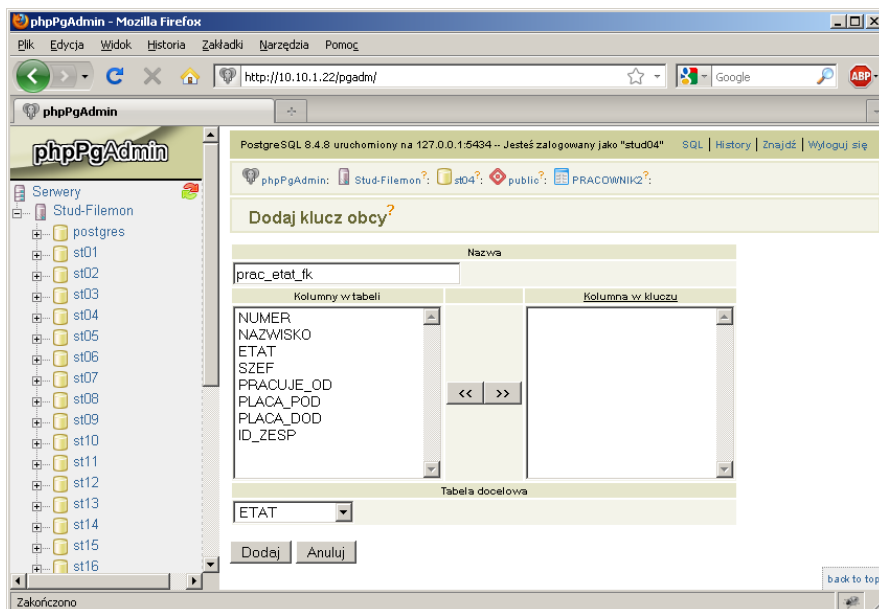 phpPgAdmin - Mozilla Firefox
Plik Edycja Widok Historia Zakładki Narzędzia Pomoc
http://10.10.1.22/pgadm/ Google ABP
phpPgAdmin
phpPgAdmin
Serwery
Stud-Filemon
postgres
st01
st02
st03
st04
st05
st06
st07
st08
st09
st10
st11
st12
st13
st14
st15
st16
PostgreSQL 8.4.8 uruchomiony na 127.0.0.1:5434 -- Jesteś zalogowany jako "stud04" SQL | History | Znajdź | Wyloguj się
phpPgAdmin: Stud-Filemon?: st04?: public?: PRACOWNIK2?:
Dodaj klucz obcy?
Nazwa
prac_etat_fk
Kolumny w tabeli Kolumna w kluczu
NUMER
NAZWISKO
ETAT
SZEF
PRACUJE_OD
PLACA_POD
PLACA_DOD
ID_ZESP
<< >>
Tabela docelowa
ETAT
Dodaj Anuluj
back to top
Zakończono